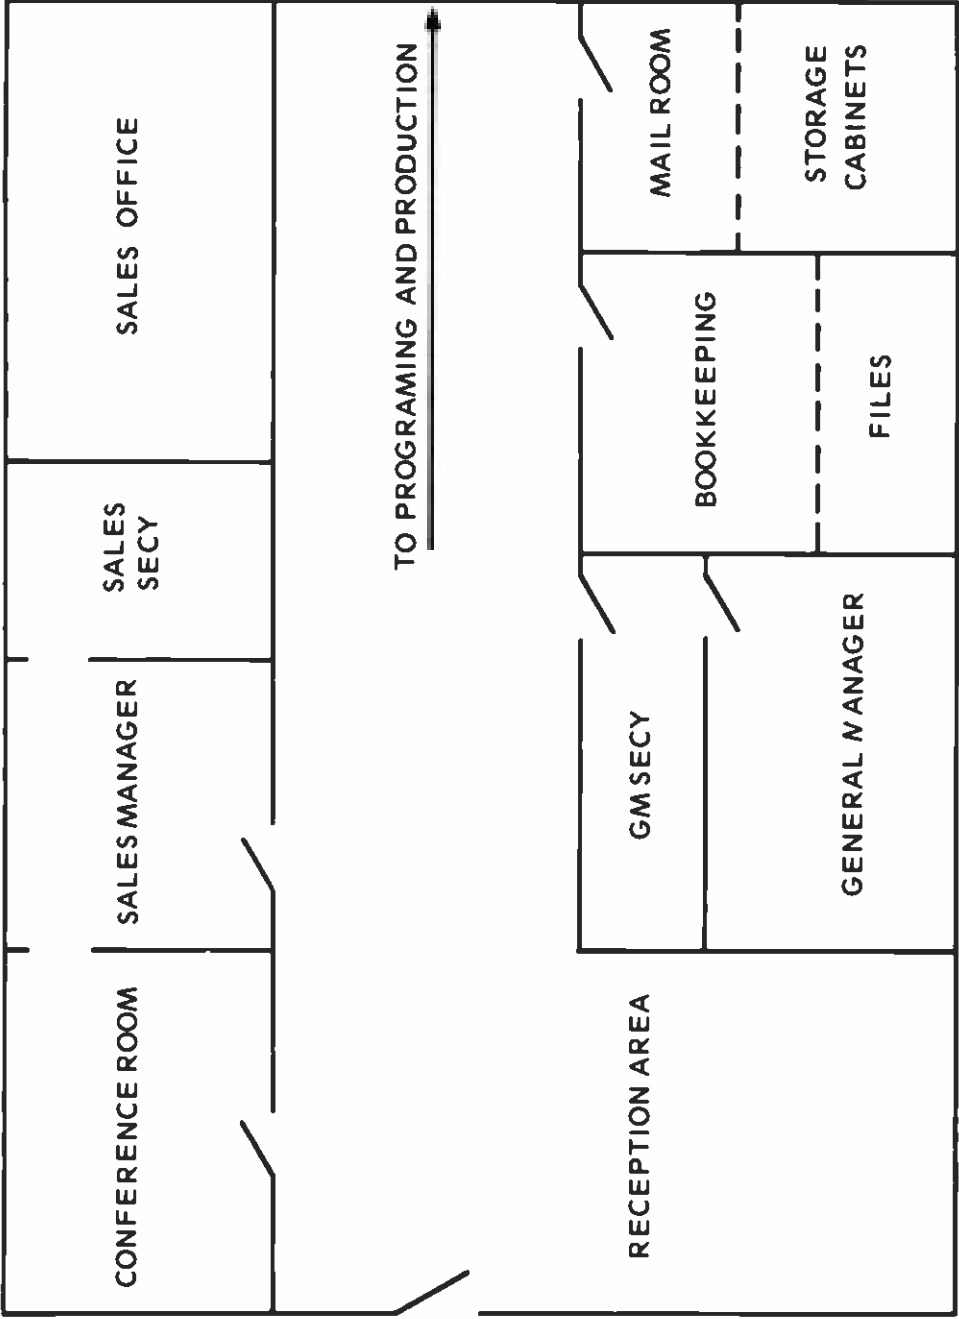 CONFERENCE ROOM
SALES MANAGER
SALES
SECY
SALES OFFICE
TO PROGRAMING AND PRODUCTION
RECEPTION AREA
GM SECY
GENERAL MANAGER
BOOKKEEPING
FILES
MAIL ROOM
STORAGE
CABINETS